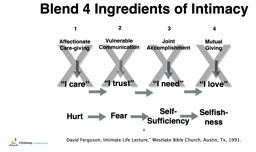 Blend 4 Ingredients of Intimacy
1 2 3 4
Affectionate Vulnerable Joint Mutual
Care-giving Communication Accomplishment Giving
"I care" "I trust" "I need" "I love"
Hurt Fear Self-Sufficiency Selfish-ness
David Ferguson, Intimate Life Lecture," Westlake Bible Church, Austin, Tx, 1991.